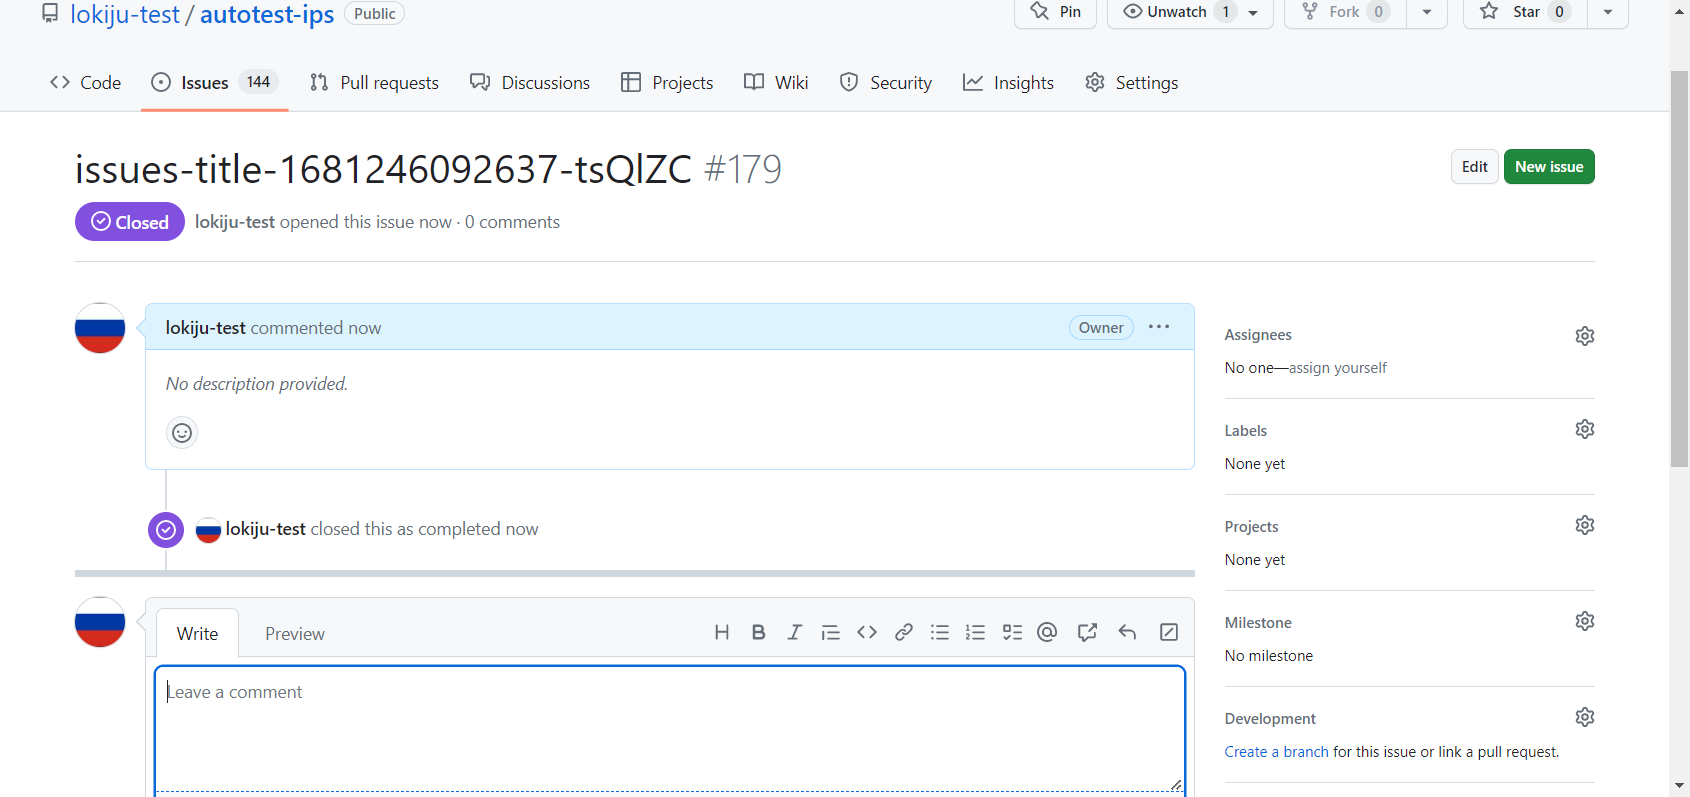 lokiju-test / autotest-ips Public Pin Unwatch 1 Fork 0 Star 0
Code Issues 144 Pull requests Discussions Projects Wiki Security Insights Settings
issues-title-1681246092637-tsQlZC #179
Edit New issue
Closed lokiju-test opened this issue now · 0 comments
lokiju-test commented now Owner
No description provided.
lokiju-test closed this as completed now
Write Preview
Leave a comment
Assignees
No one—assign yourself
Labels
None yet
Projects
None yet
Milestone
No milestone
Development
Create a branch for this issue or link a pull request.